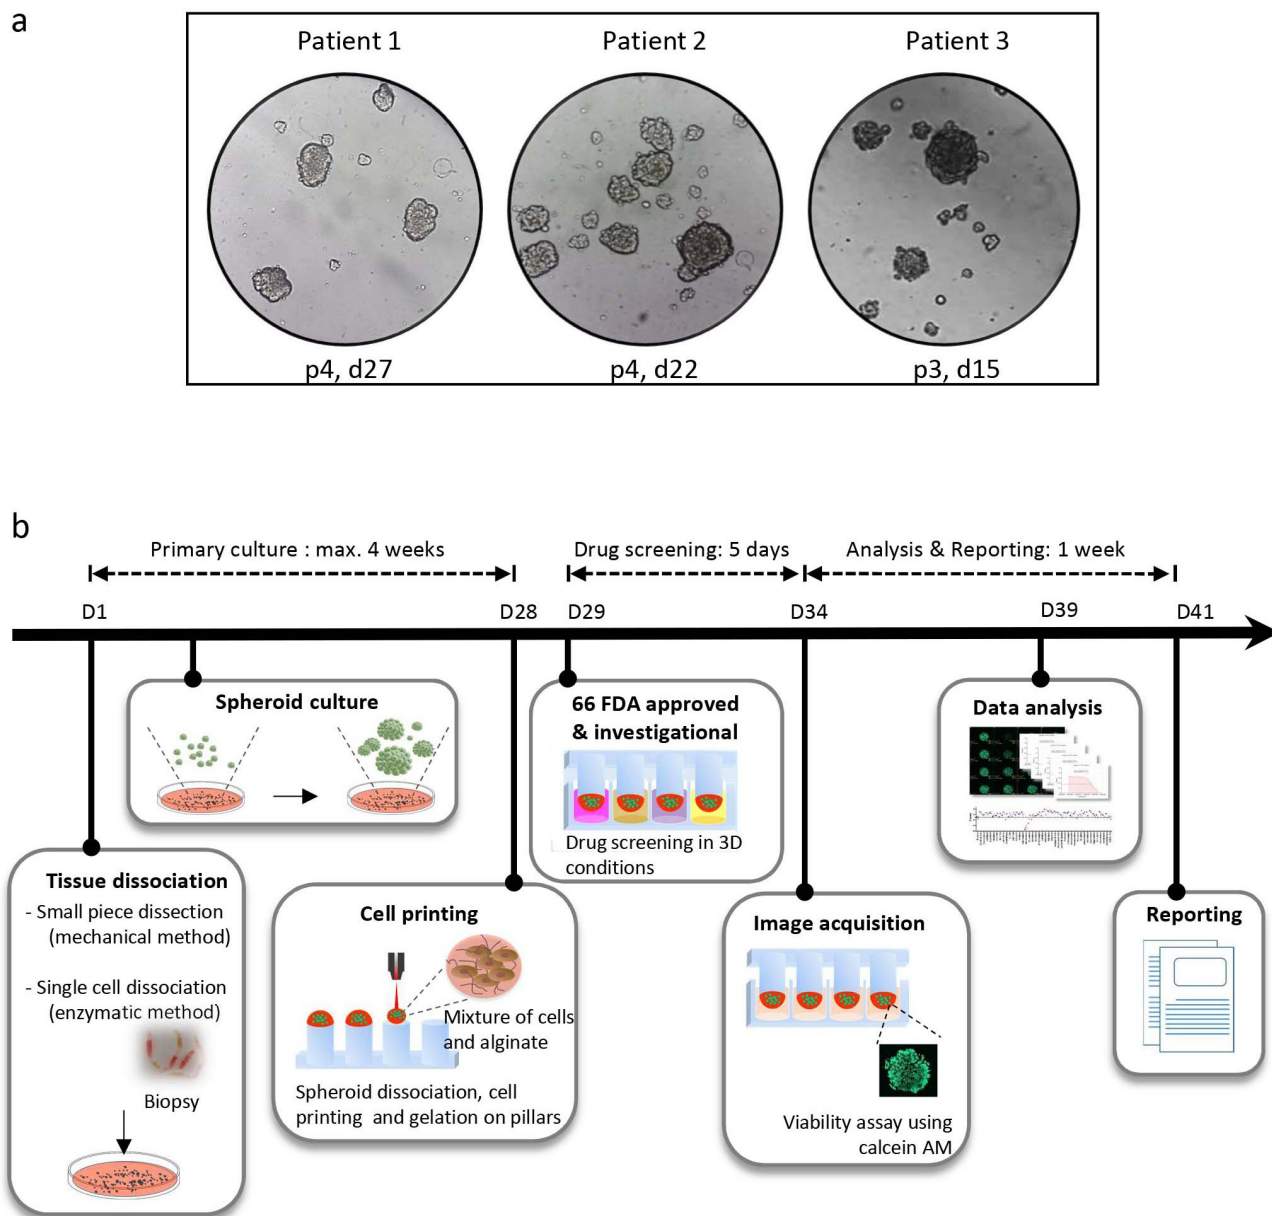 a
Patient 1
Patient 2
Patient 3
p4, d27
p4, d22
p3, d15
b
Primary culture : max. 4 weeks
Drug screening: 5 days
Analysis & Reporting: 1 week
D1
D28
D29
D34
D39
D41
Spheroid culture
66 FDA approved
& investigational
Drug screening in 3D
conditions
Data analysis
Tissue dissociation
- Small piece dissection
(mechanical method)
- Single cell dissociation
(enzymatic method)
Biopsy
Cell printing
Mixture of cells
and alginate
Spheroid dissociation, cell
printing and gelation on pillars
Image acquisition
Viability assay using
calcein AM
Reporting